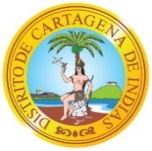 DISTRITO DE CARTAGENA DE INDIAS